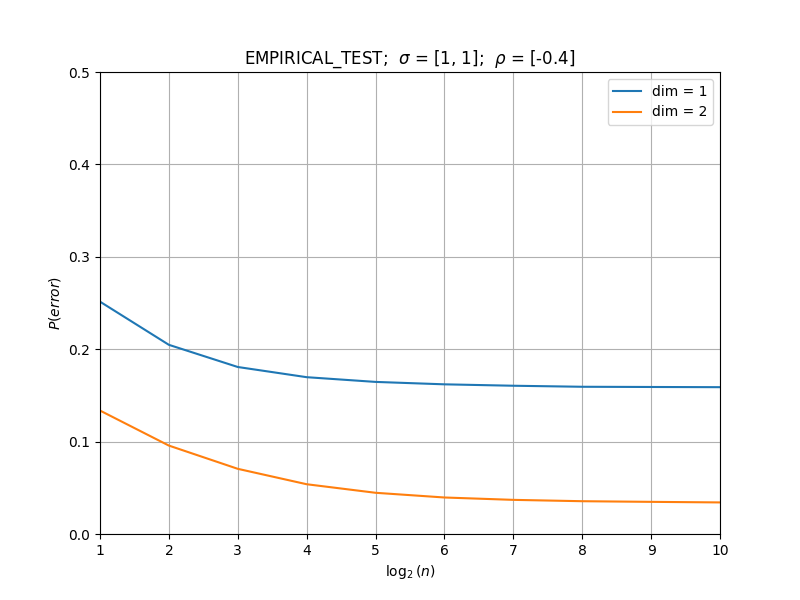 EMPIRICAL_TEST; σ = [1, 1]; ρ = [-0.4]
0.5
dim = 1
dim = 2
0.4
0.3
P(error)
0.2
0.1
0.0
1 2 3 4 5 6 7 8 9 10
log₂(n)